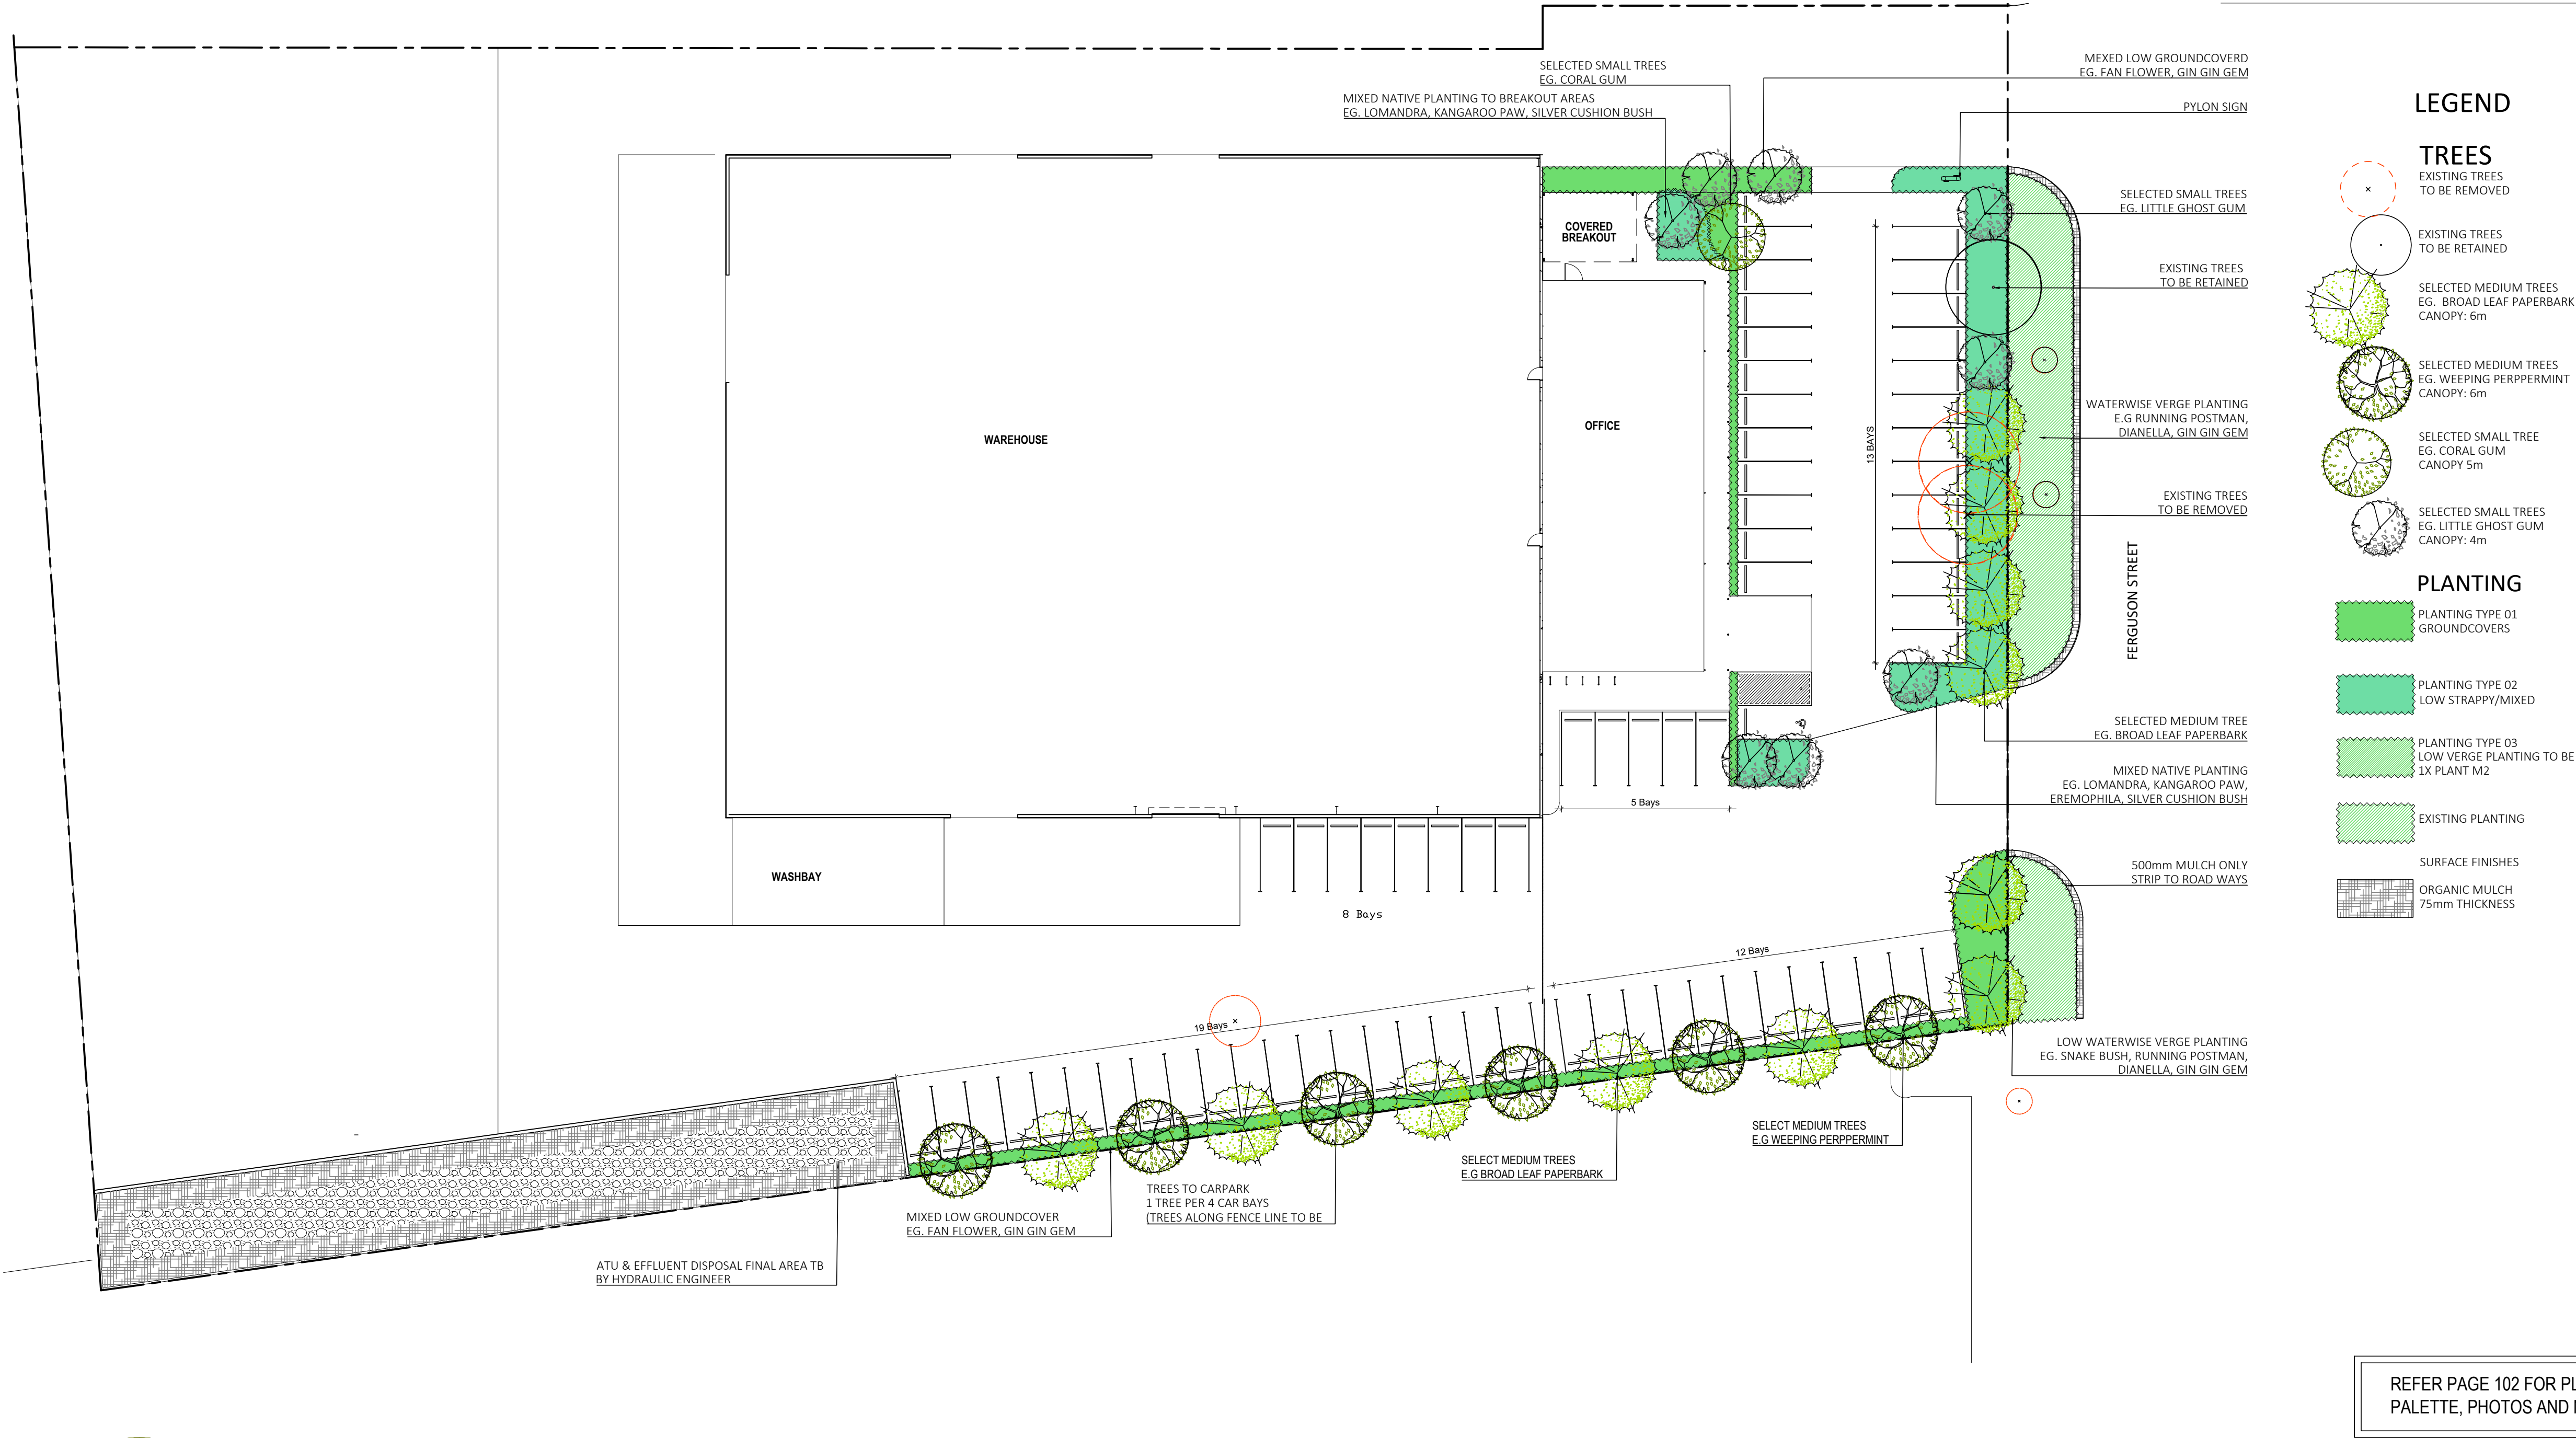 SELECTED SMALL TREES
EG. CORAL GUM
MIXED NATIVE PLANTING TO BREAKOUT AREAS
EG. LOMANDRA, KANGAROO PAW, SILVER CUSHION BUSH
MEXED LOW GROUNDCOVERD
EG. FAN FLOWER, GIN GIN GEM
PYLON SIGN
SELECTED SMALL TREES
EG. LITTLE GHOST GUM
EXISTING TREES
TO BE RETAINED
WATERWISE VERGE PLANTING
E.G RUNNING POSTMAN,
DIANELLA, GIN GIN GEM
EXISTING TREES
TO BE REMOVED
FERGUSON STREET
SELECTED MEDIUM TREE
EG. BROAD LEAF PAPERBARK
MIXED NATIVE PLANTING
EG. LOMANDRA, KANGAROO PAW,
EREMOPHILA, SILVER CUSHION BUSH
500mm MULCH ONLY
STRIP TO ROAD WAYS
LOW WATERWISE VERGE PLANTING
EG. SNAKE BUSH, RUNNING POSTMAN,
DIANELLA, GIN GIN GEM
COVERED
BREAKOUT
OFFICE
WAREHOUSE
WASHBAY
13 BAYS
5 Bays
8 Bays
12 Bays
19 Bays
SELECT MEDIUM TREES
E.G WEEPING PERPPERMINT
SELECT MEDIUM TREES
E.G BROAD LEAF PAPERBARK
TREES TO CARPARK
1 TREE PER 4 CAR BAYS
(TREES ALONG FENCE LINE TO BE
MIXED LOW GROUNDCOVER
EG. FAN FLOWER, GIN GIN GEM
ATU & EFFLUENT DISPOSAL FINAL AREA TB
BY HYDRAULIC ENGINEER
LEGEND
TREES
EXISTING TREES
TO BE REMOVED
EXISTING TREES
TO BE RETAINED
SELECTED MEDIUM TREES
EG. BROAD LEAF PAPERBARK
CANOPY: 6m
SELECTED MEDIUM TREES
EG. WEEPING PERPPERMINT
CANOPY: 6m
SELECTED SMALL TREE
EG. CORAL GUM
CANOPY 5m
SELECTED SMALL TREES
EG. LITTLE GHOST GUM
CANOPY: 4m
PLANTING
PLANTING TYPE 01
GROUNDCOVERS
PLANTING TYPE 02
LOW STRAPPY/MIXED
PLANTING TYPE 03
LOW VERGE PLANTING TO BE
1X PLANT M2
EXISTING PLANTING
SURFACE FINISHES
ORGANIC MULCH
75mm THICKNESS
REFER PAGE 102 FOR
PALETTE, PHOTOS AND